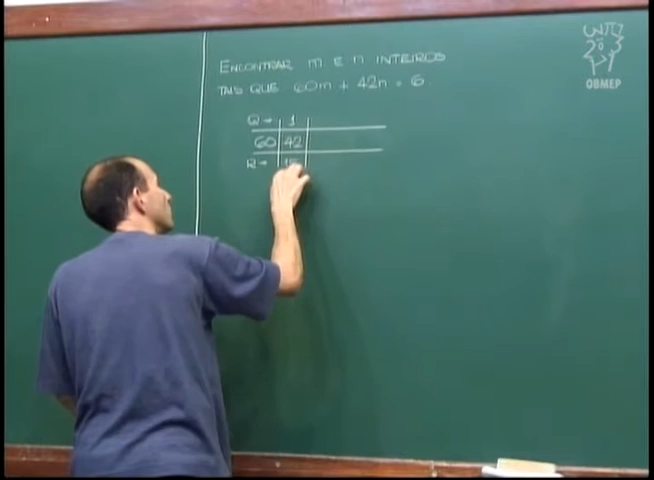 ENCONTRAR m E n INTEIROS
TAIS QUE 60m + 42n = 6.
Q → 1
60 42
R →
OBMEP